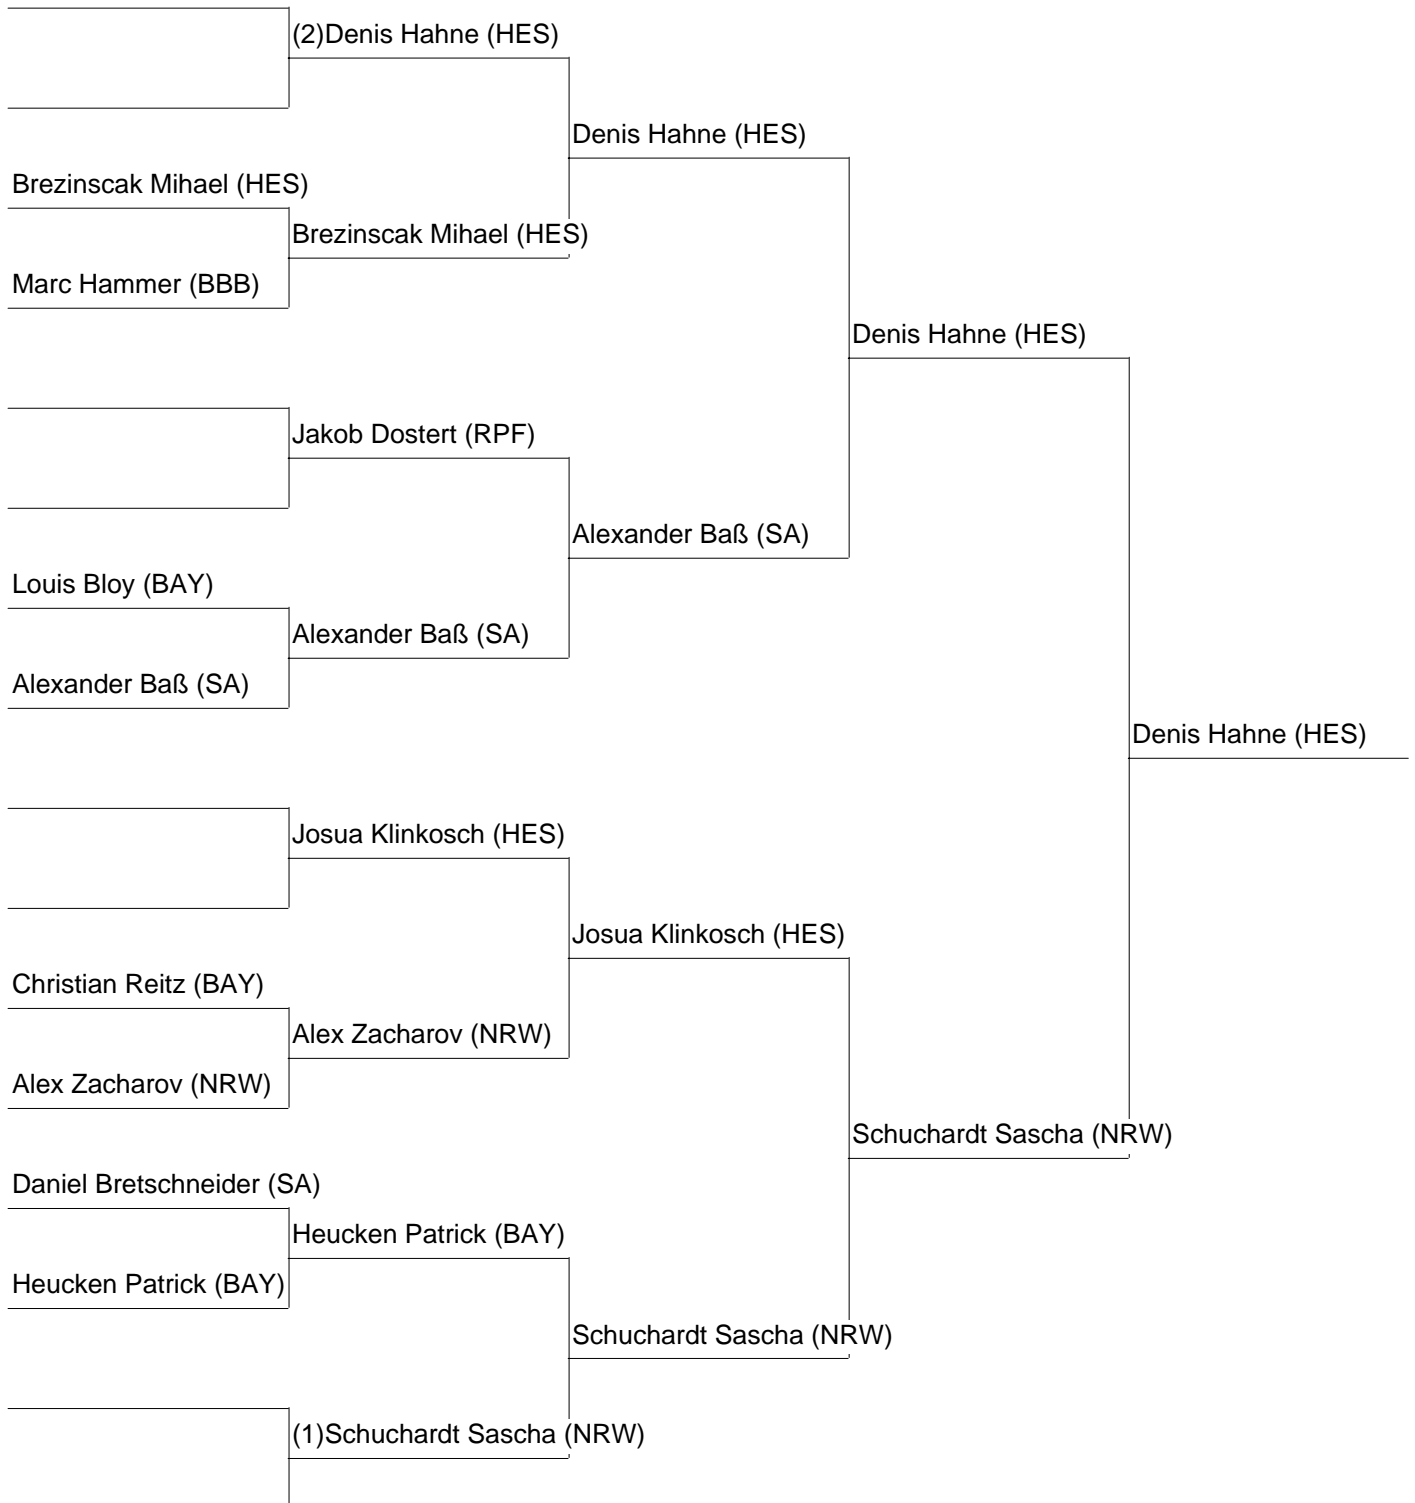 (2)Denis Hahne (HES)
Denis Hahne (HES)
Brezinscak Mihael (HES)
Brezinscak Mihael (HES)
Marc Hammer (BBB)
Denis Hahne (HES)
Jakob Dostert (RPF)
Alexander Baß (SA)
Louis Bloy (BAY)
Alexander Baß (SA)
Alexander Baß (SA)
Denis Hahne (HES)
Josua Klinkosch (HES)
Josua Klinkosch (HES)
Christian Reitz (BAY)
Alex Zacharov (NRW)
Alex Zacharov (NRW)
Schuchardt Sascha (NRW)
Daniel Bretschneider (SA)
Heucken Patrick (BAY)
Heucken Patrick (BAY)
Schuchardt Sascha (NRW)
(1)Schuchardt Sascha (NRW)